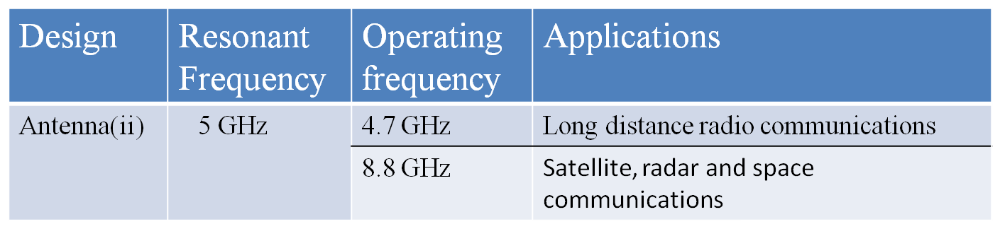 Design
Resonant
Frequency
Operating
frequency
Applications
Antenna(ii)
5 GHz
4.7 GHz
Long distance radio communications
8.8 GHz
Satellite, radar and space
communications